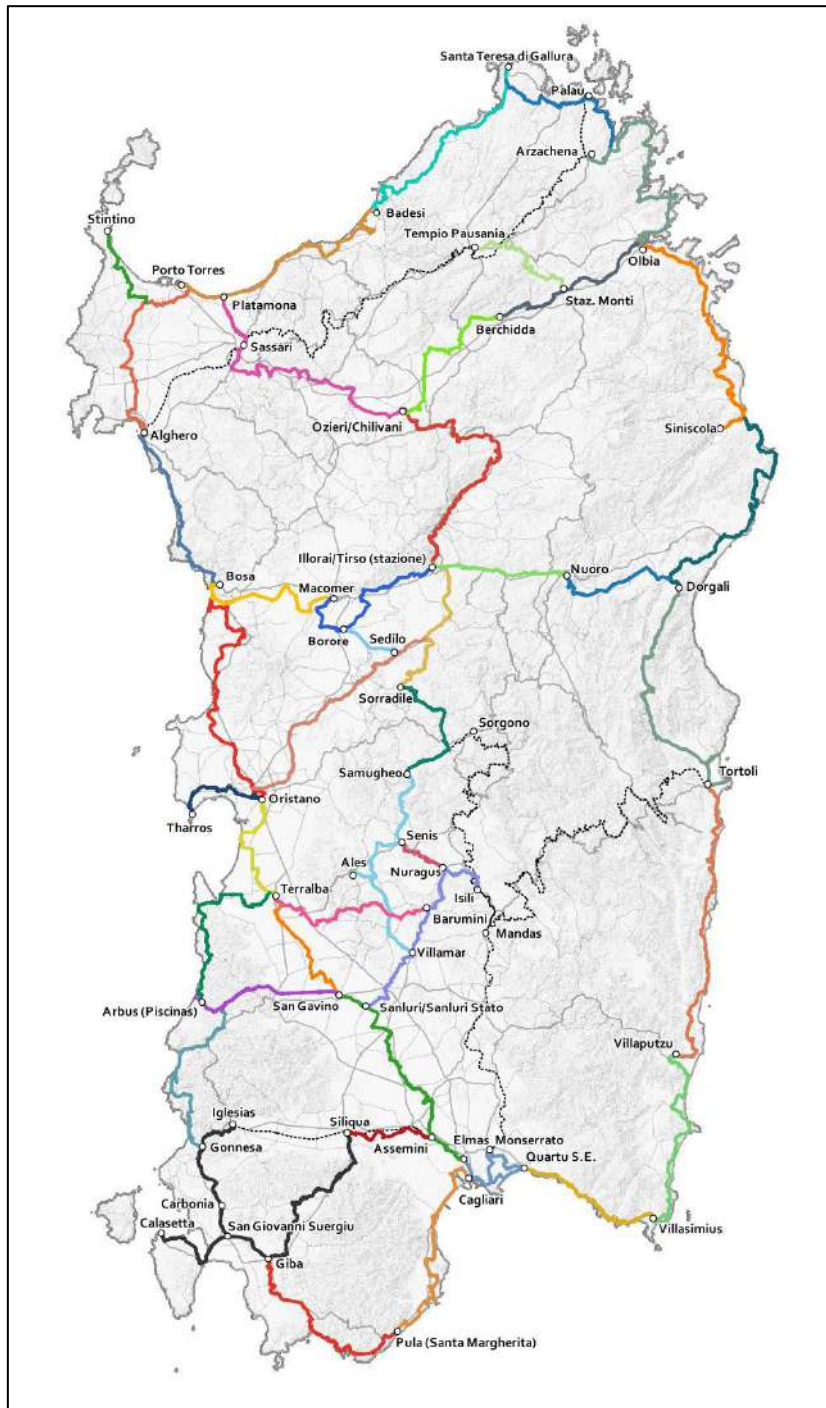 Santa Teresa di Gallura
Palau
Arzachena
Stintino
Badesi
Tempio Pausania
Olbia
Porto Torres
Platamona
Staz. Monti
Berchidda
Sassari
Ozieri/Chilivani
Siniscola
Alghero
Illorai/Tirso (stazione)
Nuoro
Bosa
Macomer
Dorgali
Borore
Sedilo
Sorradile
Sorgono
Samugheo
Tortoli
Oristano
Tharros
Senis
Ales
Nuragus
Isili
Terralba
Barumini
Mandas
Villamar
Arbus (Piscinas)
San Gavino
Sanluri/Sanluri Stato
Villaputzu
Iglesias
Siliqua
Assemini
Elmas
Monserrato
Gonnesa
Quartu S.E.
Cagliari
Carbonia
Calasetta
San Giovanni Suergiu
Villasimius
Giba
Pula (Santa Margherita)